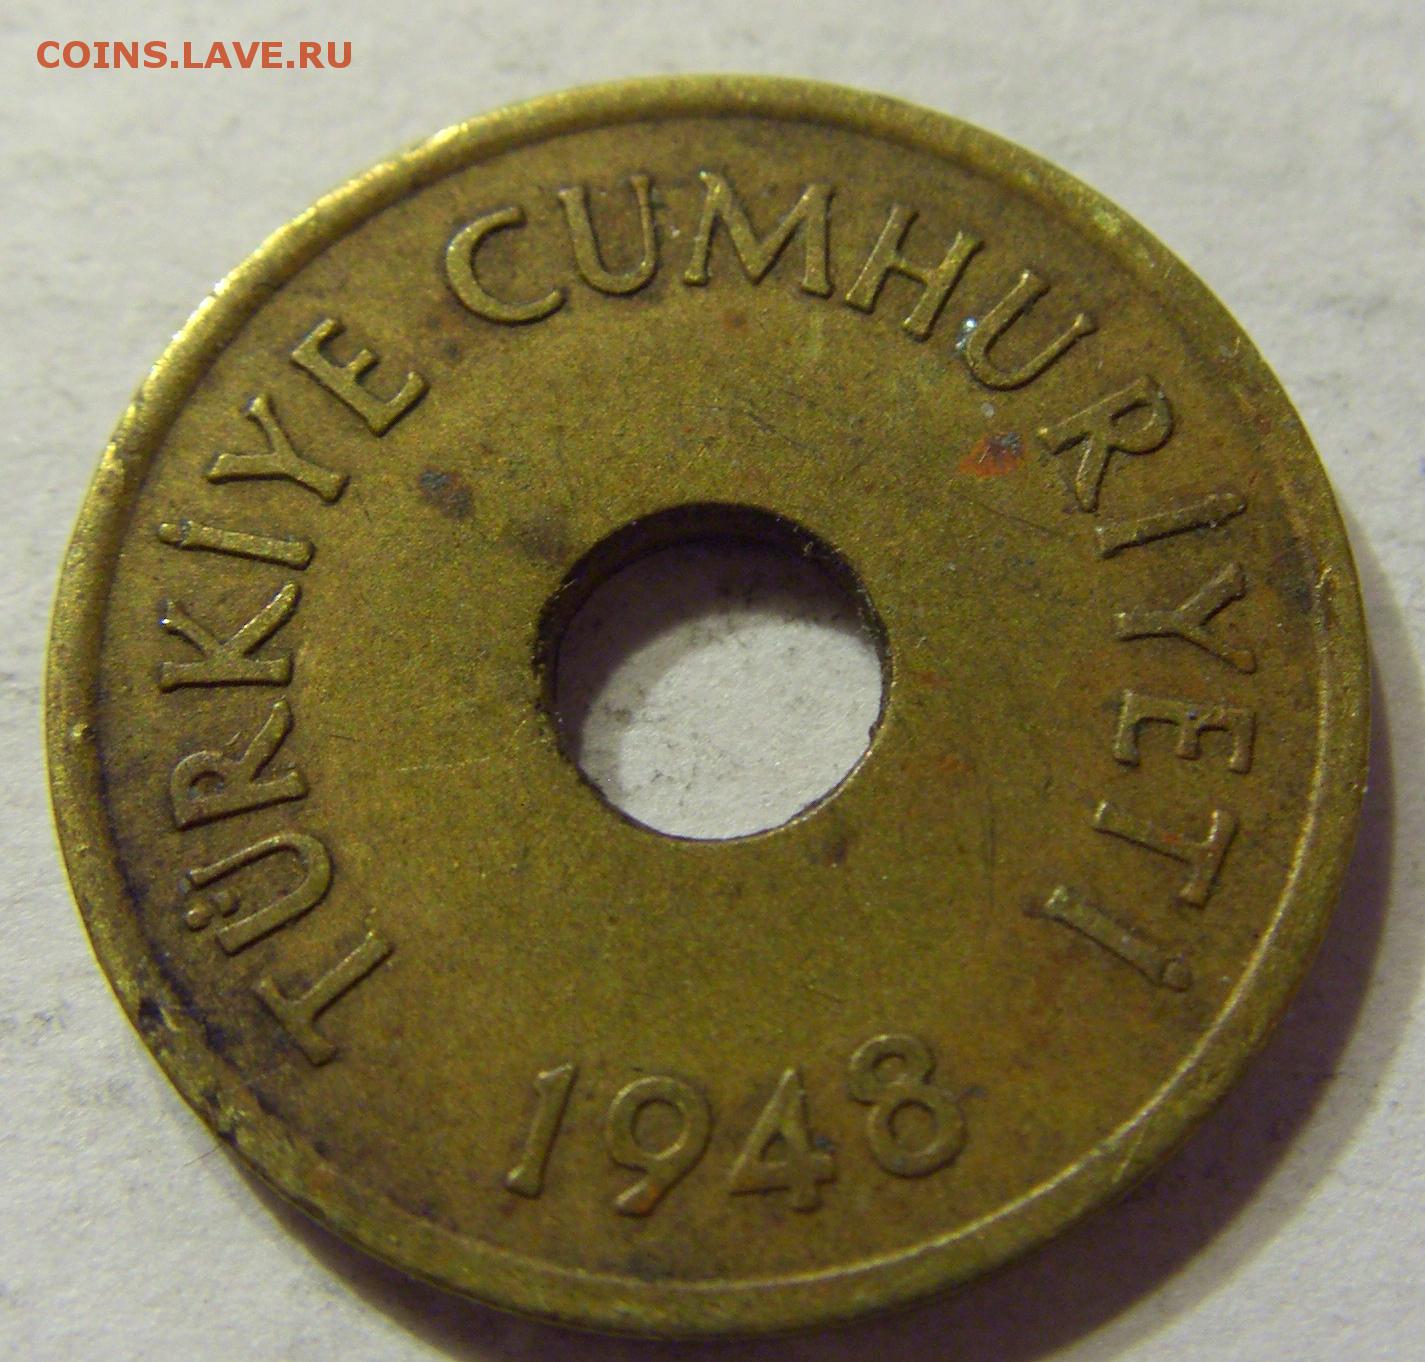 COINS.LAVE.RU
TÜRKİYE CUMHURİYETİ
1948